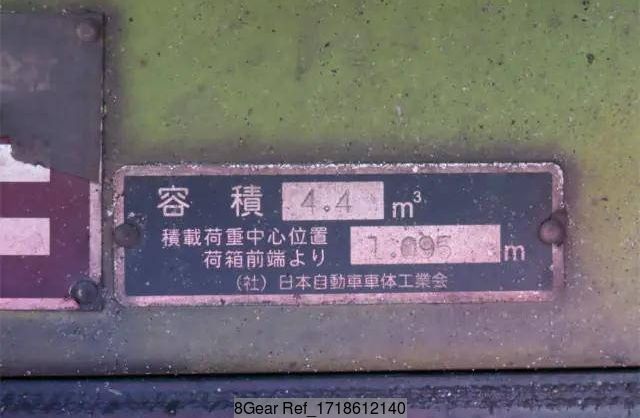 容積 4.4 m³
積載荷重中心位置
荷箱前端より 1.095 m
(社)日本自動車車体工業会
8Gear Ref_1718612140